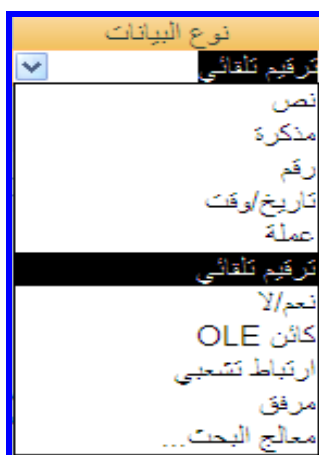 نوع البيانات
ترقيم تلقائي
نص
مذكرة
رقم
تاريخ/وقت
عملة
ترقيم تلقائي
نعم/لا
كائن OLE
ارتباط تشعبي
مرفق
معالج البحث...